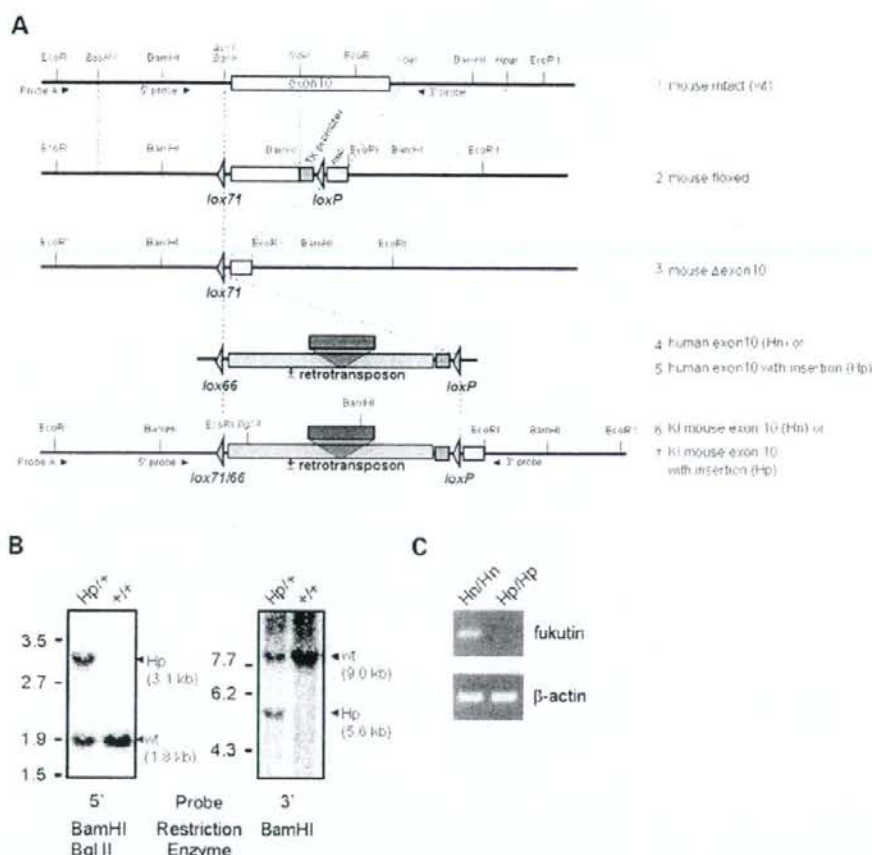 A
EcoRI
BamHI
BamHI
EcoRI
BamHI
EcoRI
exon10
Probe A
5' probe
3' probe
1 mouse intact (wt)
TK promoter
EcoRI
BamHI
BamHI
EcoRI
BamHI
EcoRI
lox71
loxP
2 mouse floxed
EcoRI
BamHI
EcoRI
BamHI
EcoRI
lox71
3 mouse Δexon10
lox66
± retrotransposon
loxP
4 human exon10 (Hn) or
5 human exon10 with insertion (Hp)
EcoRI
BamHI
EcoRI
BamHI
EcoRI
BamHI
EcoRI
Probe A
5' probe
3' probe
lox71/66
± retrotransposon
loxP
6 KI mouse exon 10 (Hn) or
7 KI mouse exon 10
with insertion (Hp)
B
Hp/+
+/+
3.5
2.7
1.9
1.5
Hp
(3.1 kb)
wt
(1.8 kb)
Hp/+
+/+
7.7
6.2
4.3
wt
(9.0 kb)
Hp
(5.6 kb)
5' Probe 3'
BamHI Restriction BamHI
Bgl II Enzyme
C
Hn/Hn
Hp/Hp
fukutin
β-actin